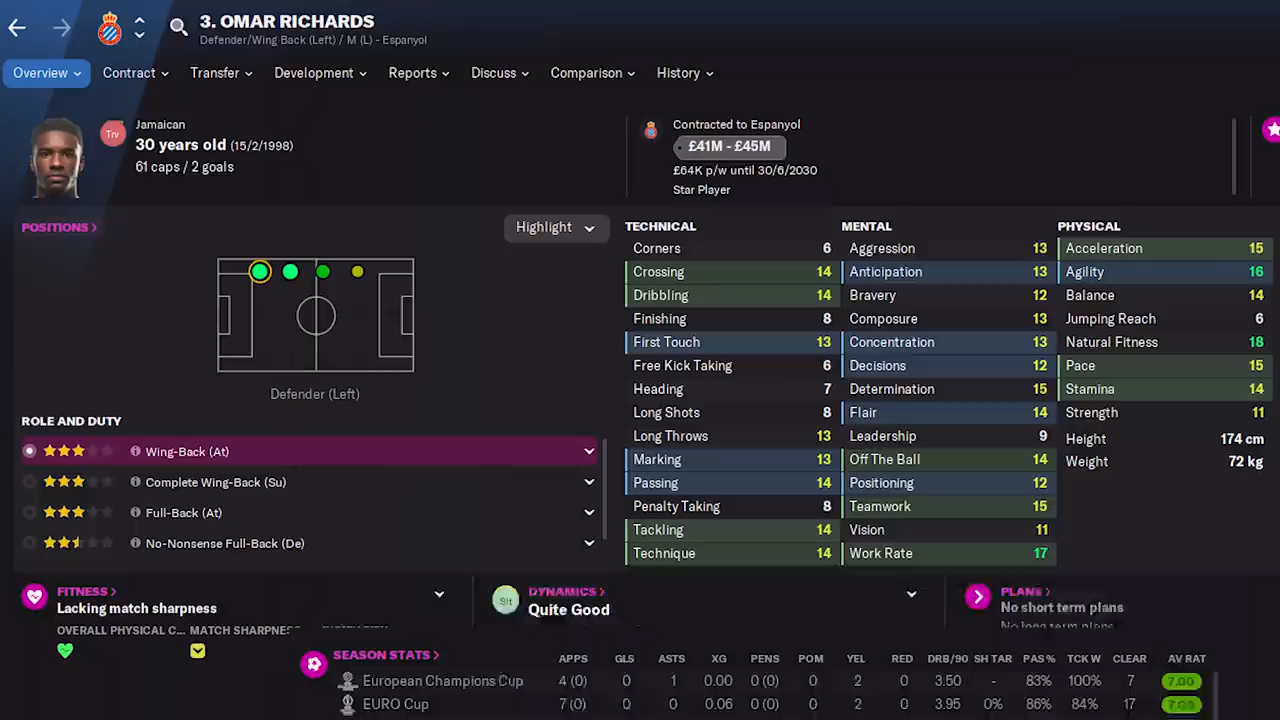 3. OMAR RICHARDS
Defender/Wing Back (Left) / M (L) - Espanyol
Overview Contract Transfer Development Reports Discuss Comparison History
Trv
Jamaican
30 years old (15/2/1998)
61 caps / 2 goals
Contracted to Espanyol
£41M - £45M
£64K p/w until 30/6/2030
Star Player
POSITIONS >
Highlight
Defender (Left)
ROLE AND DUTY
Wing-Back (At)
Complete Wing-Back (Su)
Full-Back (At)
No-Nonsense Full-Back (De)
TECHNICAL
Corners 6
Crossing 14
Dribbling 14
Finishing 8
First Touch 13
Free Kick Taking 6
Heading 7
Long Shots 8
Long Throws 13
Marking 13
Passing 14
Penalty Taking 8
Tackling 14
Technique 14
MENTAL
Aggression 13
Anticipation 13
Bravery 12
Composure 13
Concentration 13
Decisions 12
Determination 15
Flair 14
Leadership 9
Off The Ball 14
Positioning 12
Teamwork 15
Vision 11
Work Rate 17
PHYSICAL
Acceleration 15
Agility 16
Balance 14
Jumping Reach 6
Natural Fitness 18
Pace 15
Stamina 14
Strength 11
Height 174 cm
Weight 72 kg
FITNESS >
Lacking match sharpness
OVERALL PHYSICAL C... MATCH SHARPNES
Slt
DYNAMICS >
Quite Good
PLANS >
No short term plans
No long term plans
SEASON STATS > APPS GLS ASTS XG PENS POM YEL RED DRB/90 SH TAR PAS % TCK W CLEAR AV RAT
European Champions Cup 4 (0) 0 1 0.00 0 (0) 0 2 0 3.50 - 83% 100% 7 7.00
EURO Cup 7 (0) 0 0 0.06 0 (0) 0 2 0 3.95 0% 86% 84% 17 7.00